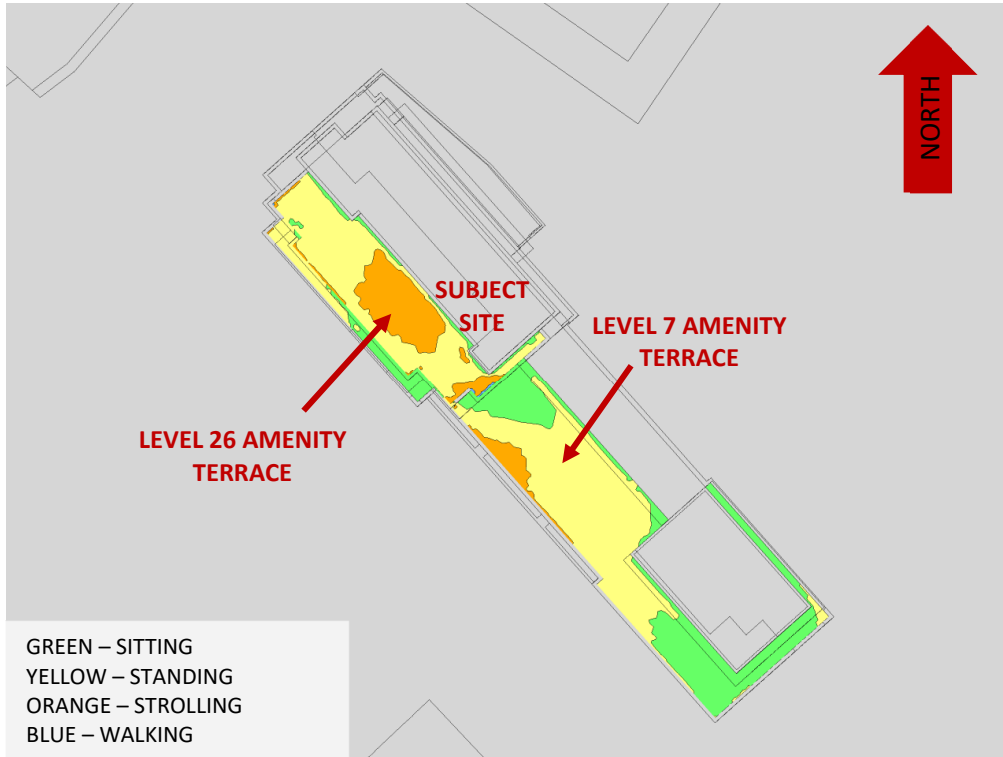 NORTH
SUBJECT
SITE
LEVEL 7 AMENITY
TERRACE
LEVEL 26 AMENITY
TERRACE
GREEN – SITTING
YELLOW – STANDING
ORANGE – STROLLING
BLUE – WALKING